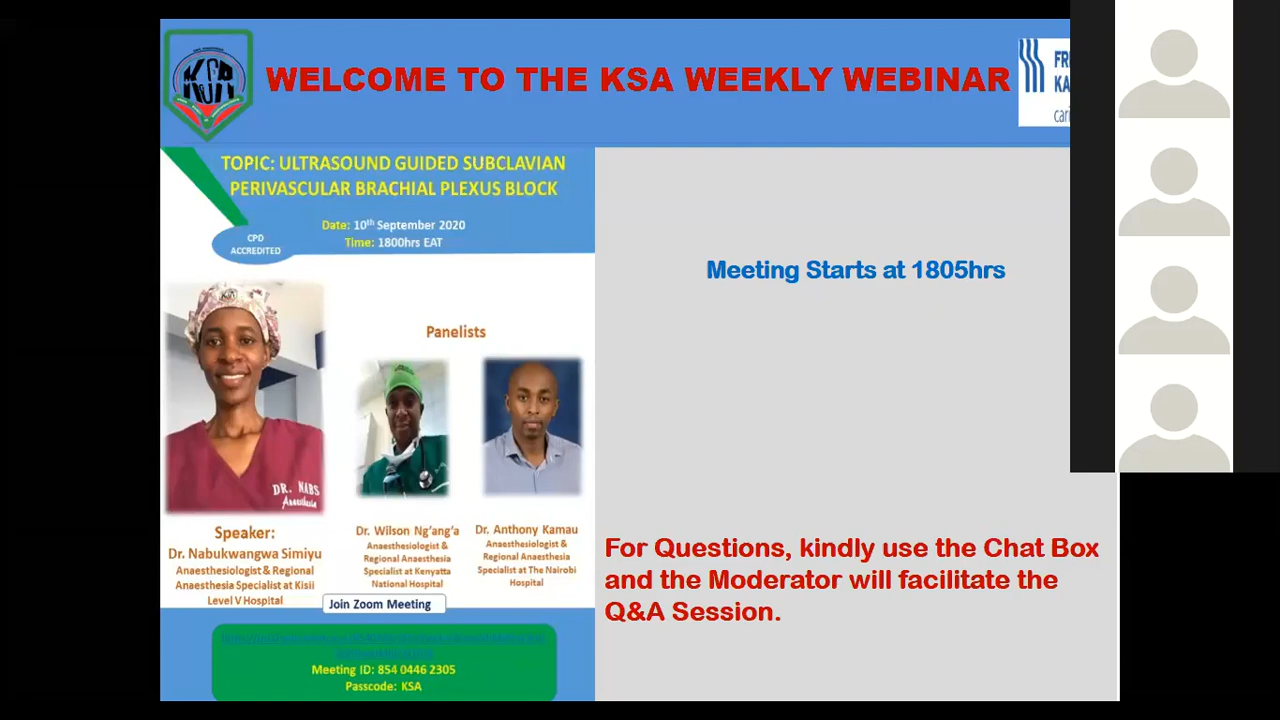 KSA
WELCOME TO THE KSA WEEKLY WEBINAR
FRE
KA
cari
TOPIC: ULTRASOUND GUIDED SUBCLAVIAN
PERIVASCULAR BRACHIAL PLEXUS BLOCK
Date: 10th September 2020
Time: 1800hrs EAT
CPD
ACCREDITED
Meeting Starts at 1805hrs
Panelists
DR. NABS
Anaesthesia
Speaker:
Dr. Nabukwangwa Simiyu
Anaesthesiologist & Regional
Anaesthesia Specialist at Kisii
Level V Hospital
Dr. Wilson Ng'ang'a
Anaesthesiologist &
Regional Anaesthesia
Specialist at Kenyatta
National Hospital
Dr. Anthony Kamau
Anaesthesiologist &
Regional Anaesthesia
Specialist at The Nairobi
Hospital
For Questions, kindly use the Chat Box
and the Moderator will facilitate the
Q&A Session.
Join Zoom Meeting
Meeting ID: 854 0446 2305
Passcode: KSA